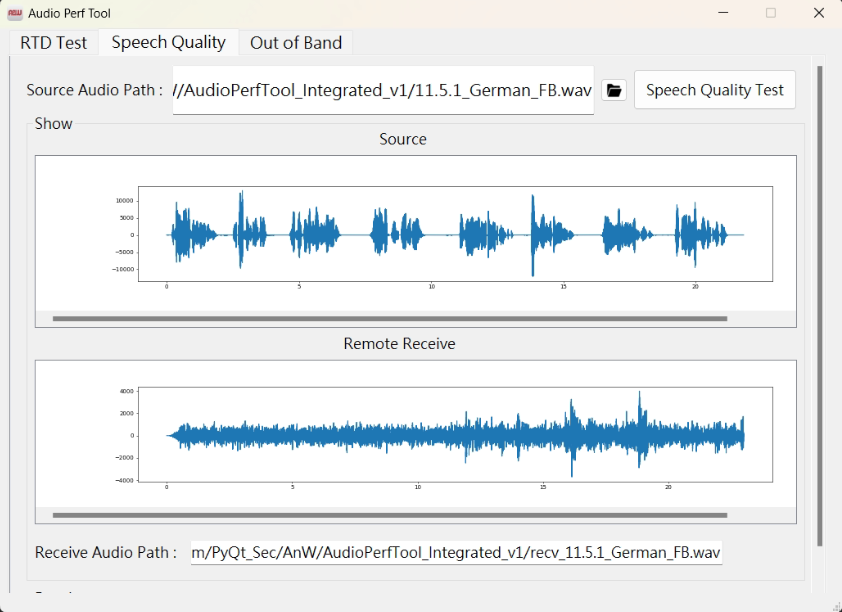 Audio Perf Tool
RTD Test Speech Quality Out of Band
Source Audio Path : //AudioPerfTool_Integrated_v1/11.5.1_German_FB.wav Speech Quality Test
Show
Source
10000
5000
0
−5000
−10000
0 5 10 15 20
Remote Receive
4000
2000
0
−2000
−4000
0 5 10 15 20
Receive Audio Path : m/PyQt_Sec/AnW/AudioPerfTool_Integrated_v1/recv_11.5.1_German_FB.wav